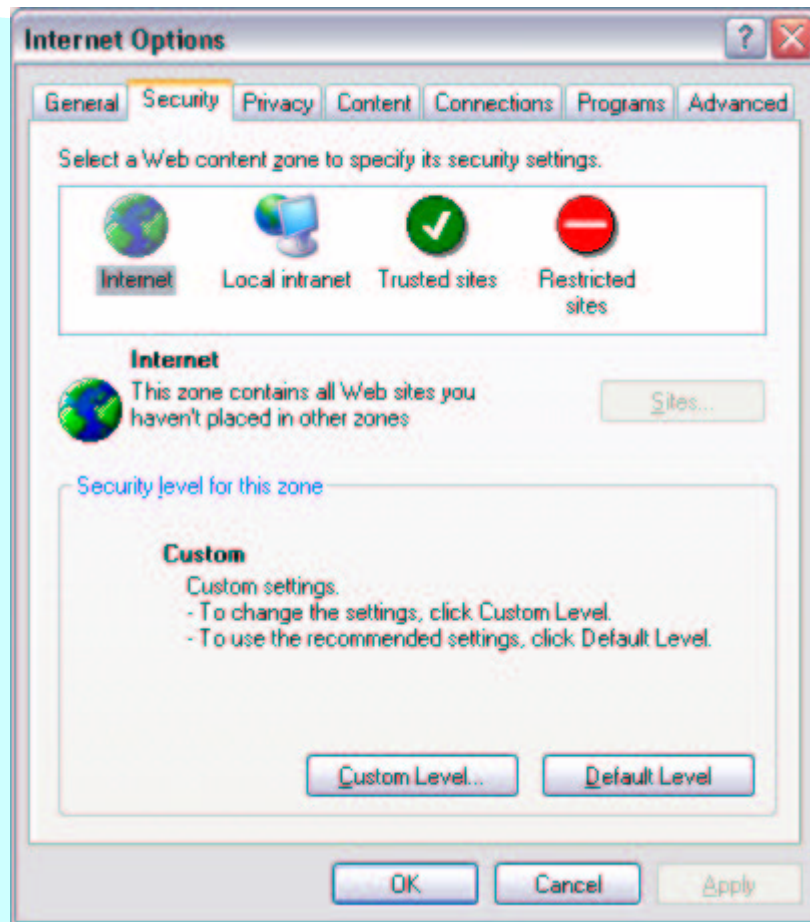 Internet Options
General Security Privacy Content Connections Programs Advanced
Select a Web content zone to specify its security settings.
Internet Local intranet Trusted sites Restricted
sites
Internet
This zone contains all Web sites you
haven't placed in other zones
Sites...
Security level for this zone
Custom
Custom settings.
- To change the settings, click Custom Level.
- To use the recommended settings, click Default Level.
Custom Level... Default Level
OK Cancel Apply